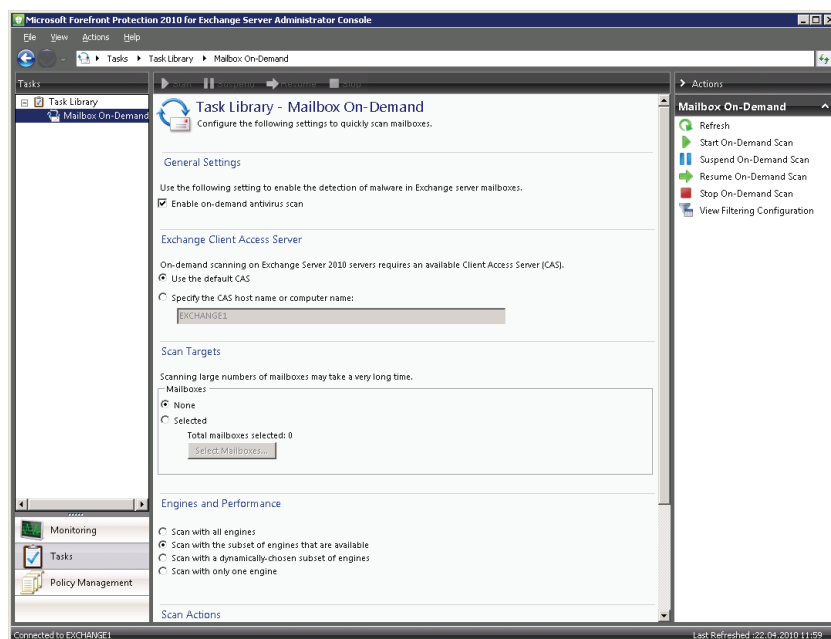 Microsoft Forefront Protection 2010 for Exchange Server Administrator Console
File View Actions Help
Tasks Task Library Mailbox On-Demand
Tasks
Task Library
Mailbox On-Demand
Scan Suspend Resume Stop
Task Library - Mailbox On-Demand
Configure the following settings to quickly scan mailboxes.
General Settings
Use the following setting to enable the detection of malware in Exchange server mailboxes.
Enable on-demand antivirus scan
Exchange Client Access Server
On-demand scanning on Exchange Server 2010 servers requires an available Client Access Server (CAS).
Use the default CAS
Specify the CAS host name or computer name:
EXCHANGE1
Scan Targets
Scanning large numbers of mailboxes may take a very long time.
Mailboxes
None
Selected
Total mailboxes selected: 0
Select Mailboxes...
Engines and Performance
Scan with all engines
Scan with the subset of engines that are available
Scan with a dynamically-chosen subset of engines
Scan with only one engine
Scan Actions
Actions
Mailbox On-Demand
Refresh
Start On-Demand Scan
Suspend On-Demand Scan
Resume On-Demand Scan
Stop On-Demand Scan
View Filtering Configuration
Monitoring
Tasks
Policy Management
Connected to EXCHANGE1
Last Refreshed :22.04.2010 11:59